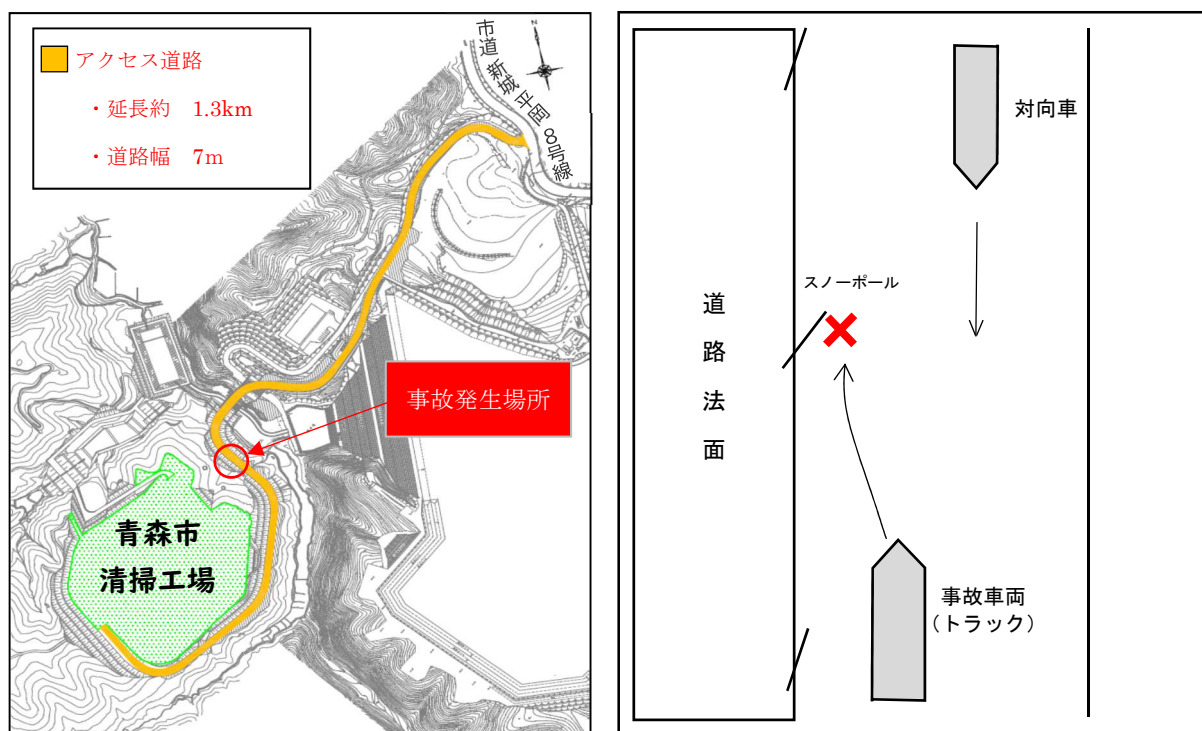 アクセス道路
・延長約　1.3km
・道路幅　7m
市道 新城平岡8号線
N
事故発生場所
青森市
清掃工場
対向車
スノーポール
道路法面
事故車両
（トラック）